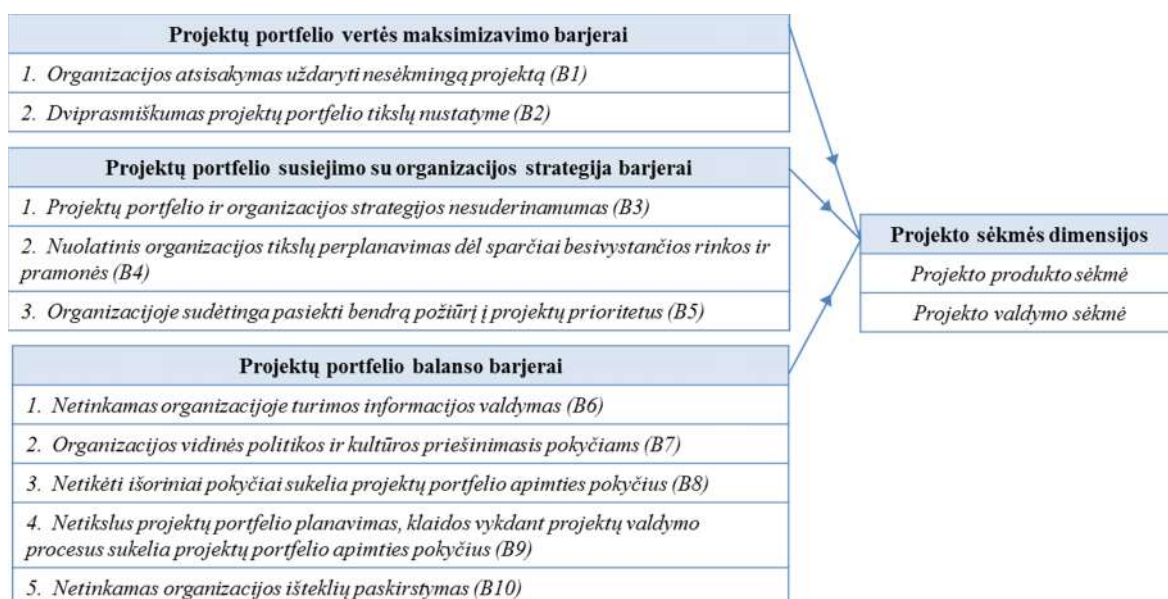 Projektų portfelio vertės maksimizavimo barjerai
1. Organizacijos atsisakymas uždaryti nesėkmingą projektą (B1)
2. Dviprasmiškumas projektų portfelio tikslų nustatyme (B2)
Projektų portfelio susiejimo su organizacijos strategija barjerai
1. Projektų portfelio ir organizacijos strategijos nesuderinamumas (B3)
2. Nuolatinis organizacijos tikslų perplanavimas dėl sparčiai besivystančios rinkos ir
pramonės (B4)
3. Organizacijoje sudėtinga pasiekti bendrą požiūrį į projektų prioritetus (B5)
Projektų portfelio balanso barjerai
1. Netinkamas organizacijoje turimos informacijos valdymas (B6)
2. Organizacijos vidinės politikos ir kultūros priešinimasis pokyčiams (B7)
3. Netikėti išoriniai pokyčiai sukelia projektų portfelio apimties pokyčius (B8)
4. Netikslus projektų portfelio planavimas, klaidos vykdant projektų valdymo
procesus sukelia projektų portfelio apimties pokyčius (B9)
5. Netinkamas organizacijos išteklių paskirstymas (B10)
Projekto sėkmės dimensijos
Projekto produkto sėkmė
Projekto valdymo sėkmė